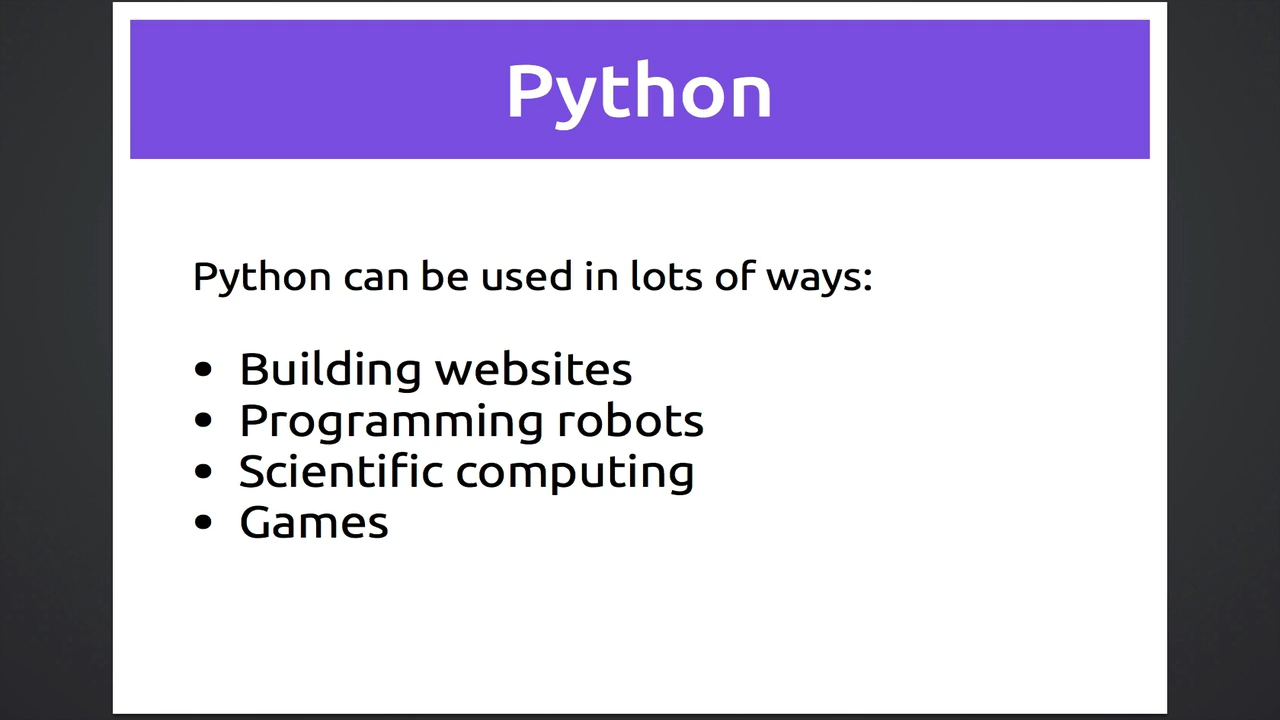 Python
Python can be used in lots of ways:
• Building websites
• Programming robots
• Scientific computing
• Games